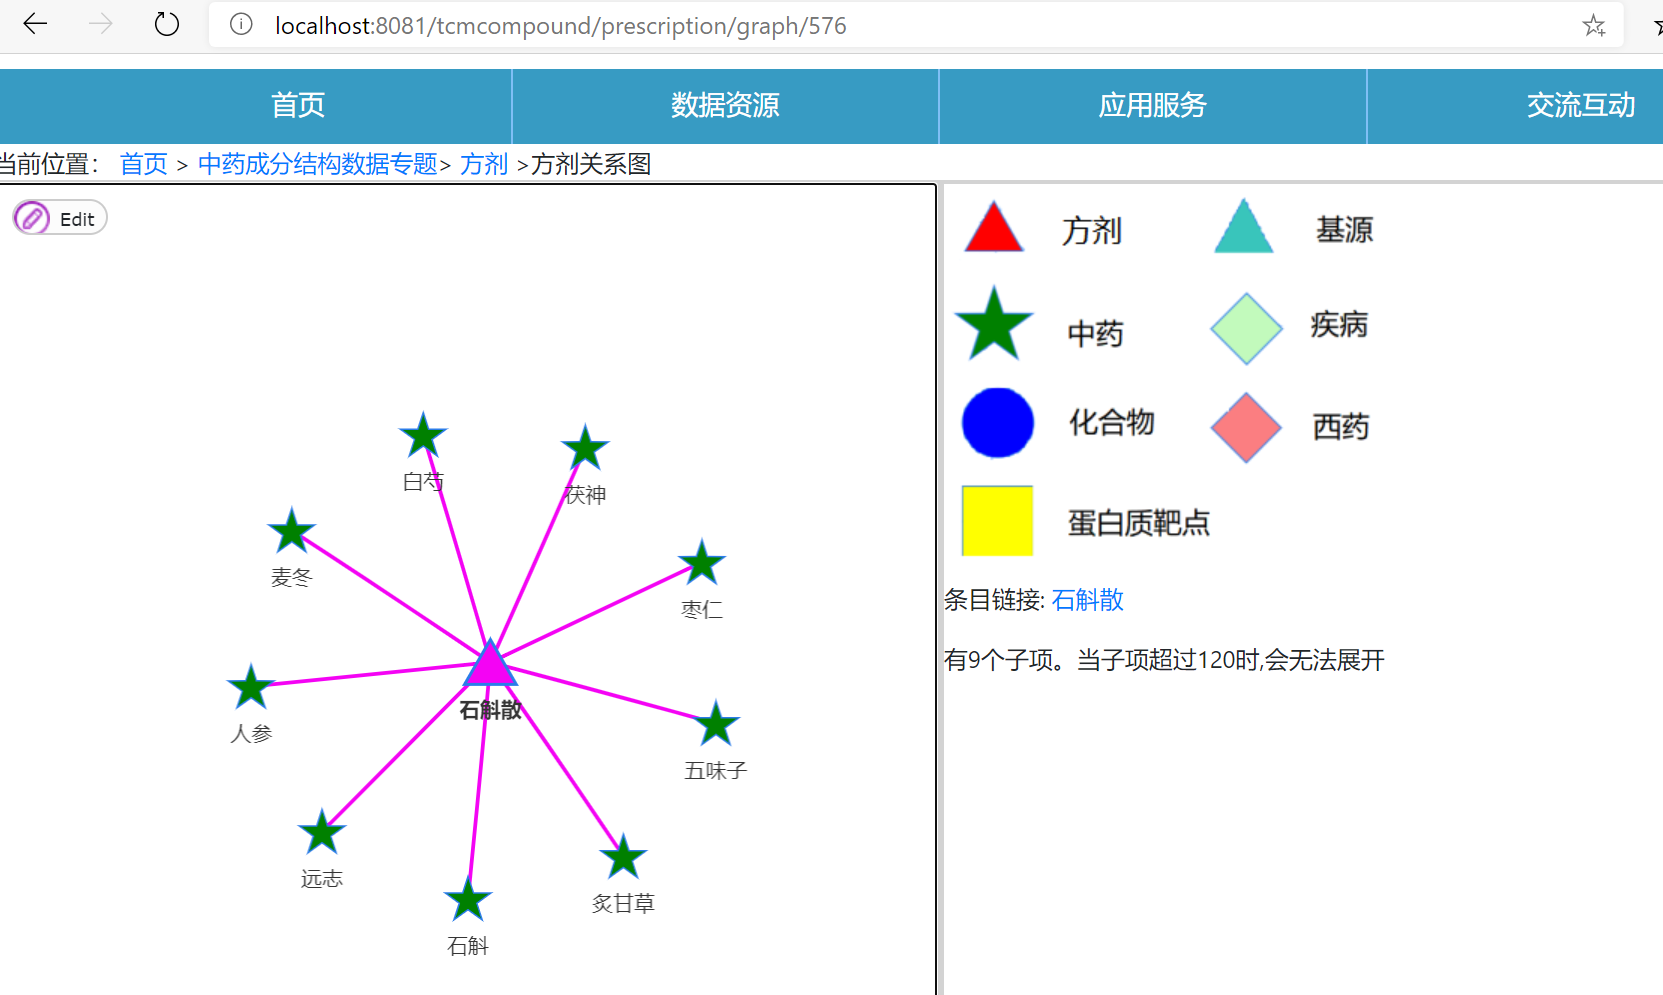 localhost:8081/tcmcompound/prescription/graph/576
首页 数据资源 应用服务 交流互动
当前位置： 首页 > 中药成分结构数据专题> 方剂 >方剂关系图
Edit
白芍
茯神
麦冬
枣仁
人参
石斛散
五味子
远志
炙甘草
石斛
方剂 基源
中药 疾病
化合物 西药
蛋白质靶点
条目链接: 石斛散
有9个子项。当子项超过120时,会无法展开